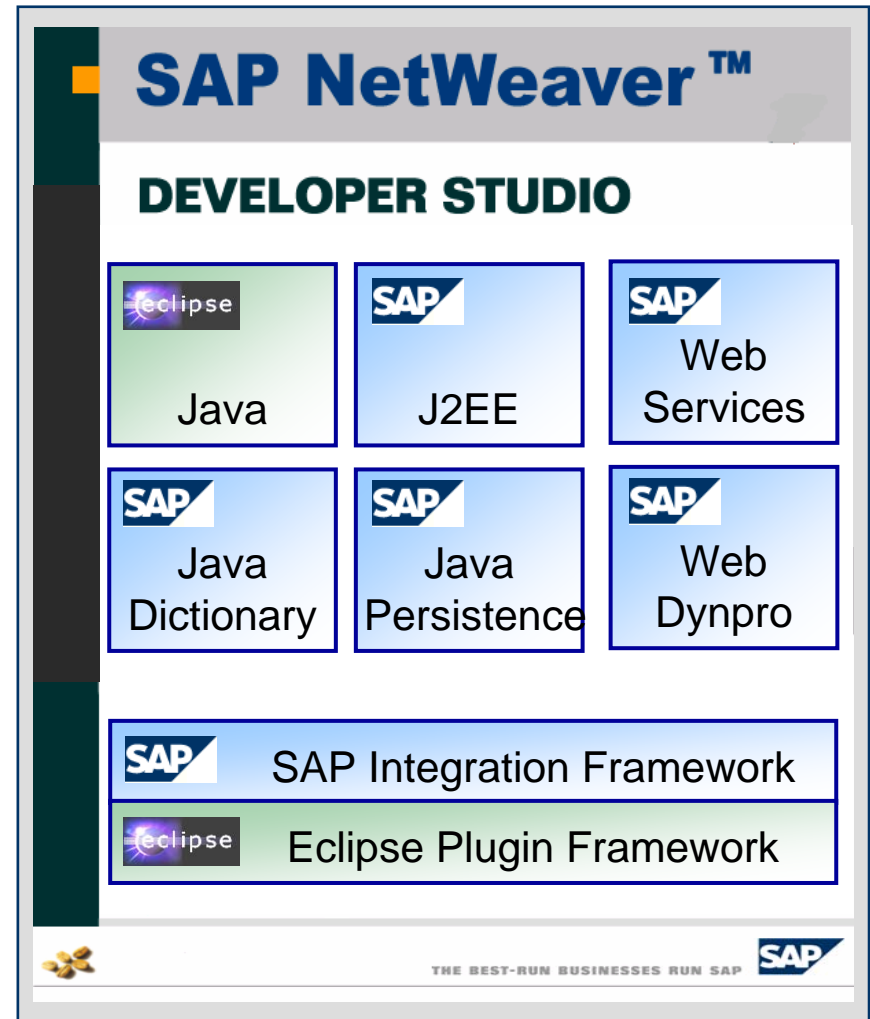 SAP NetWeaver™
DEVELOPER STUDIO
eclipse
Java
SAP
J2EE
SAP
Web
Services
SAP
Java
Dictionary
SAP
Java
Persistence
SAP
Web
Dynpro
SAP
SAP Integration Framework
eclipse
Eclipse Plugin Framework
THE BEST-RUN BUSINESSES RUN SAP
SAP